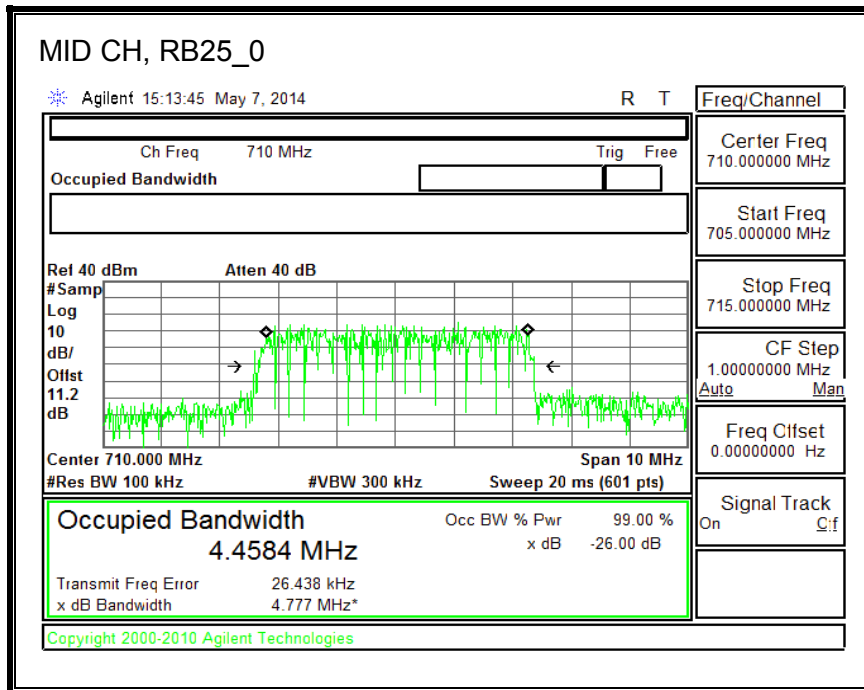 MID CH, RB25_0
Agilent 15:13:45 May 7, 2014 R T
Freq/Channel
Ch Freq 710 MHz Trig Free
Occupied Bandwidth
Center Freq
710.000000 MHz
Start Freq
705.000000 MHz
Stop Freq
715.000000 MHz
CF Step
1.00000000 MHz
Auto Man
Freq Offset
0.00000000 Hz
Signal Track
On Off
Ref 40 dBm Atten 40 dB
#Samp
Log
10
dB/
Offst
11.2
dB
Center 710.000 MHz Span 10 MHz
#Res BW 100 kHz #VBW 300 kHz Sweep 20 ms (601 pts)
Occupied Bandwidth Occ BW % Pwr 99.00 %
4.4584 MHz x dB -26.00 dB
Transmit Freq Error 26.438 kHz
x dB Bandwidth 4.777 MHz*
Copyright 2000-2010 Agilent Technologies